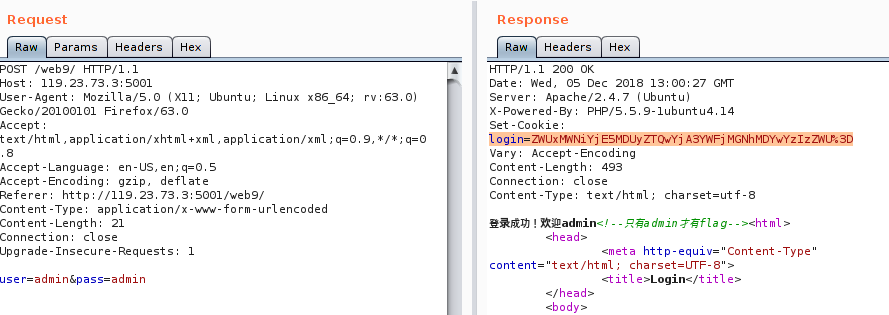 Request
Raw Params Headers Hex
POST /web9/ HTTP/1.1
Host: 119.23.73.3:5001
User-Agent: Mozilla/5.0 (X11; Ubuntu; Linux x86_64; rv:63.0)
Gecko/20100101 Firefox/63.0
Accept:
text/html,application/xhtml+xml,application/xml;q=0.9,*/*;q=0
.8
Accept-Language: en-US,en;q=0.5
Accept-Encoding: gzip, deflate
Referer: http://119.23.73.3:5001/web9/
Content-Type: application/x-www-form-urlencoded
Content-Length: 21
Connection: close
Upgrade-Insecure-Requests: 1
user=admin&pass=admin
Response
Raw Headers Hex
HTTP/1.1 200 OK
Date: Wed, 05 Dec 2018 13:00:27 GMT
Server: Apache/2.4.7 (Ubuntu)
X-Powered-By: PHP/5.5.9-1ubuntu4.14
Set-Cookie:
login=ZWUxMWNiYjE5MDUyZTQwYjA3YWFjMGNhMDYwYzIzZWU%3D
Vary: Accept-Encoding
Content-Length: 493
Connection: close
Content-Type: text/html; charset=utf-8
登录成功！欢迎admin<!--只有admin才有flag--><html>
<head>
<meta http-equiv="Content-Type"
content="text/html; charset=UTF-8">
<title>Login</title>
</head>
<body>